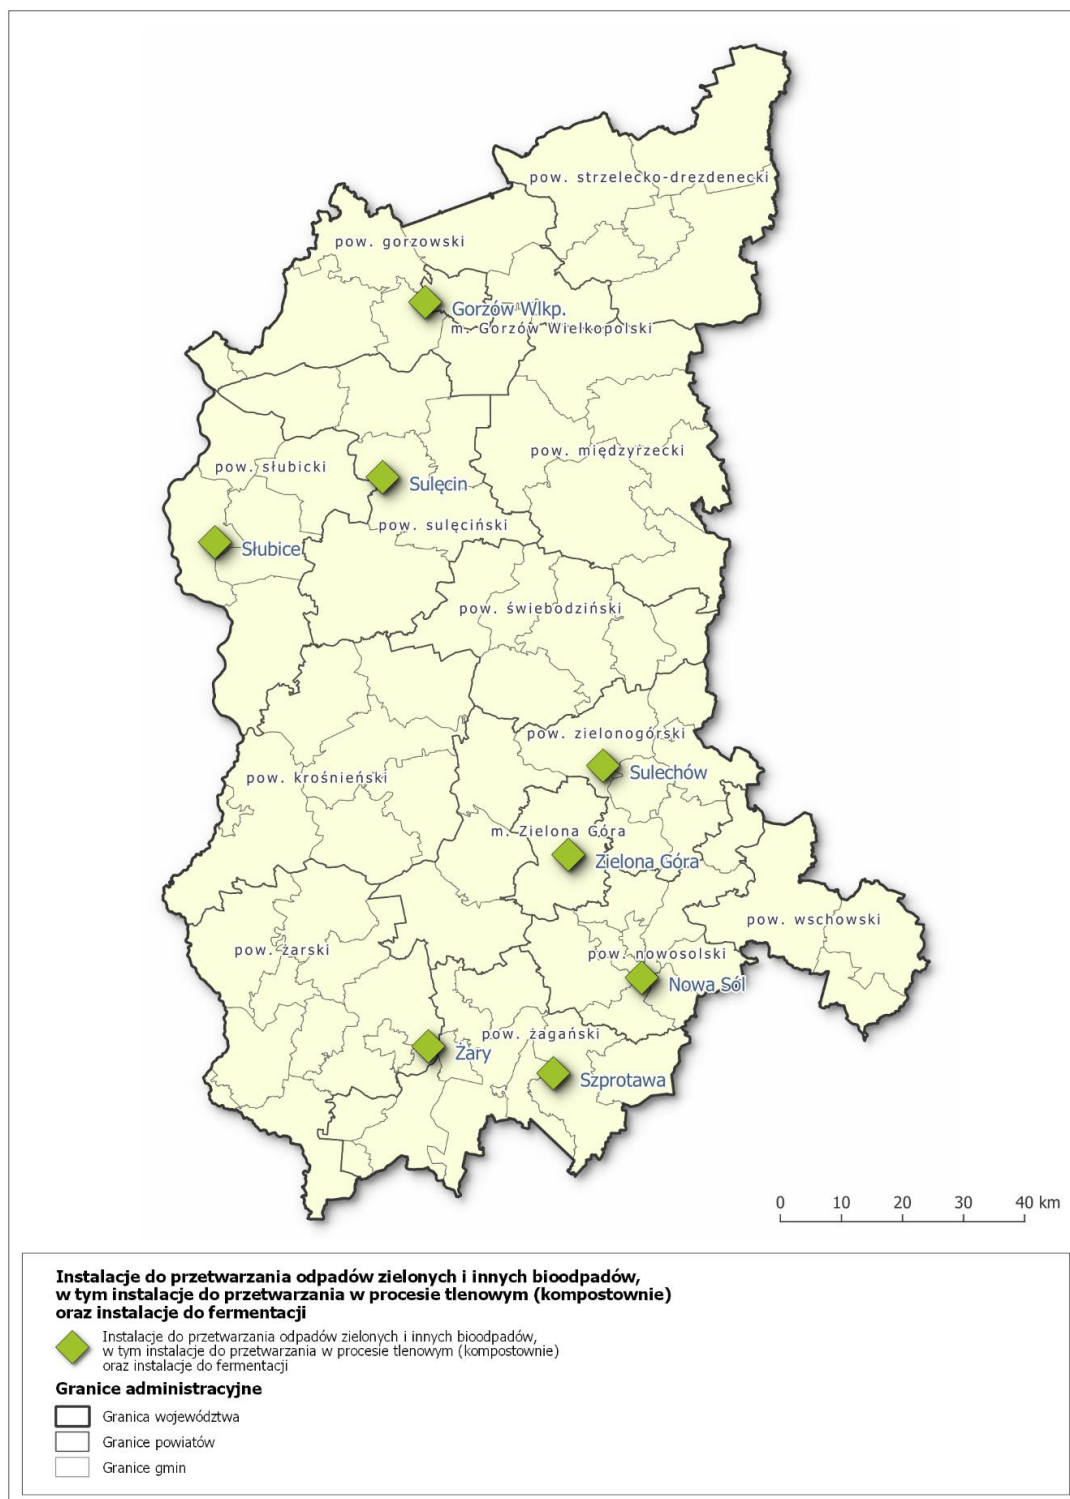 pow. strzelecko-drezdenecki
pow. gorzowski
Gorzów Wlkp.
m. Gorzów Wielkopolski
pow. międzyrzecki
pow. słubicki
Sulęcin
pow. sulęciński
Słubice
pow. świebodziński
pow. zielonogórski
Sulechów
pow. krośnieński
m. Zielona Góra
Zielona Góra
pow. wschowski
pow. żarski
pow. nowosolski
Nowa Sól
pow. żagański
Żary
Szprotawa
0 10 20 30 40 km
Instalacje do przetwarzania odpadów zielonych i innych bioodpadów,
w tym instalacje do przetwarzania w procesie tlenowym (kompostownie)
oraz instalacje do fermentacji
Instalacje do przetwarzania odpadów zielonych i innych bioodpadów,
w tym instalacje do przetwarzania w procesie tlenowym (kompostownie)
oraz instalacje do fermentacji
Granice administracyjne
Granica województwa
Granice powiatów
Granice gmin